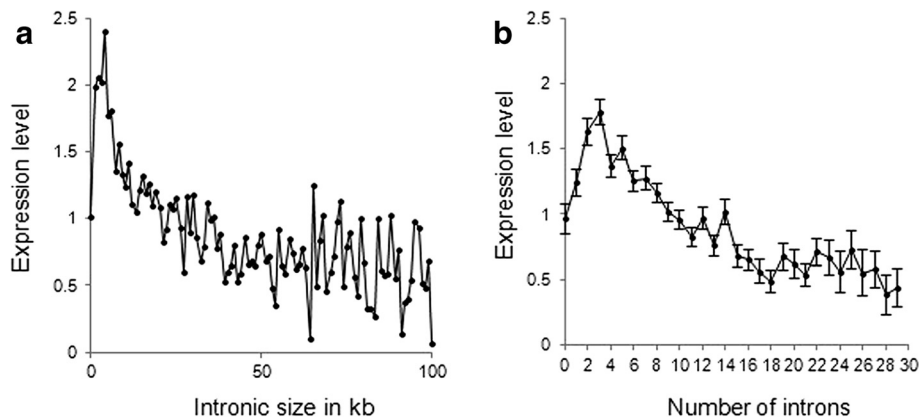 a
2.5
2
1.5
1
0.5
0
Expression level
0 50 100
Intronic size in kb
b
2.5
2
1.5
1
0.5
0
Expression level
0 2 4 6 8 10 12 14 16 18 20 22 24 26 28 30
Number of introns